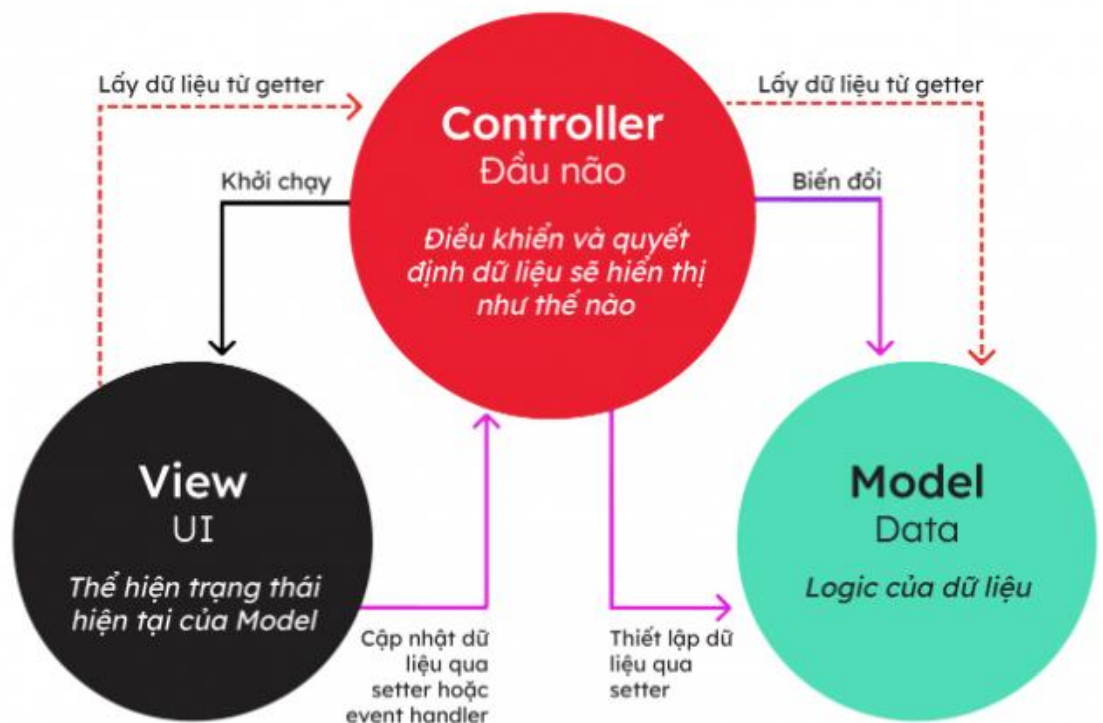 Lấy dữ liệu từ getter
Lấy dữ liệu từ getter
Controller
Đầu não
Khởi chạy
Biến đổi
Điều khiển và quyết
định dữ liệu sẽ hiển thị
như thế nào
View
UI
Thể hiện trạng thái
hiện tại của Model
Model
Data
Logic của dữ liệu
Cập nhật dữ
liệu qua
setter hoặc
event handler
Thiết lập dữ
liệu qua
setter